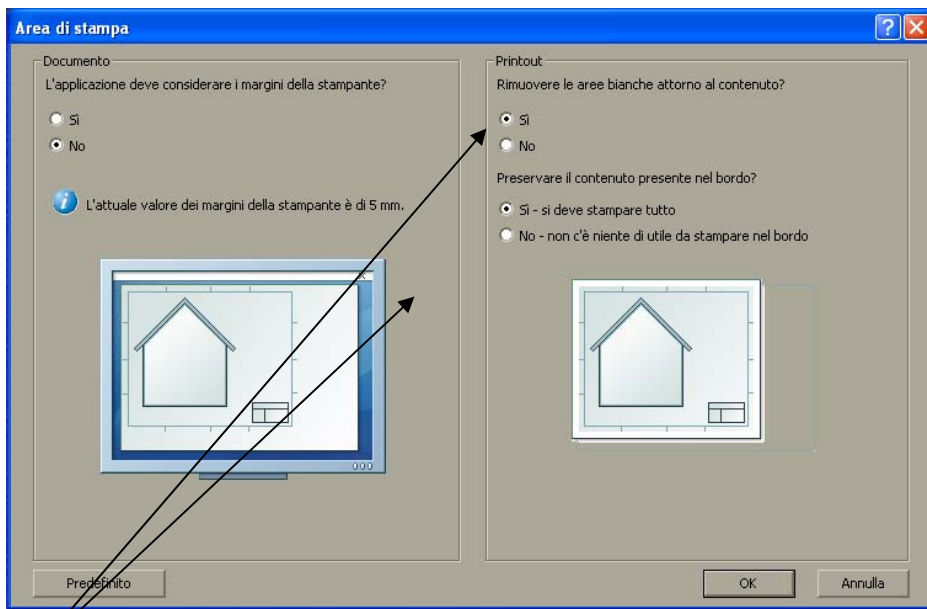 Area di stampa
Documento
L'applicazione deve considerare i margini della stampante?
Sì
No
L'attuale valore dei margini della stampante è di 5 mm.
Printout
Rimuovere le aree bianche attorno al contenuto?
Sì
No
Preservare il contenuto presente nel bordo?
Sì - si deve stampare tutto
No - non c'è niente di utile da stampare nel bordo
Predefinito
OK
Annulla